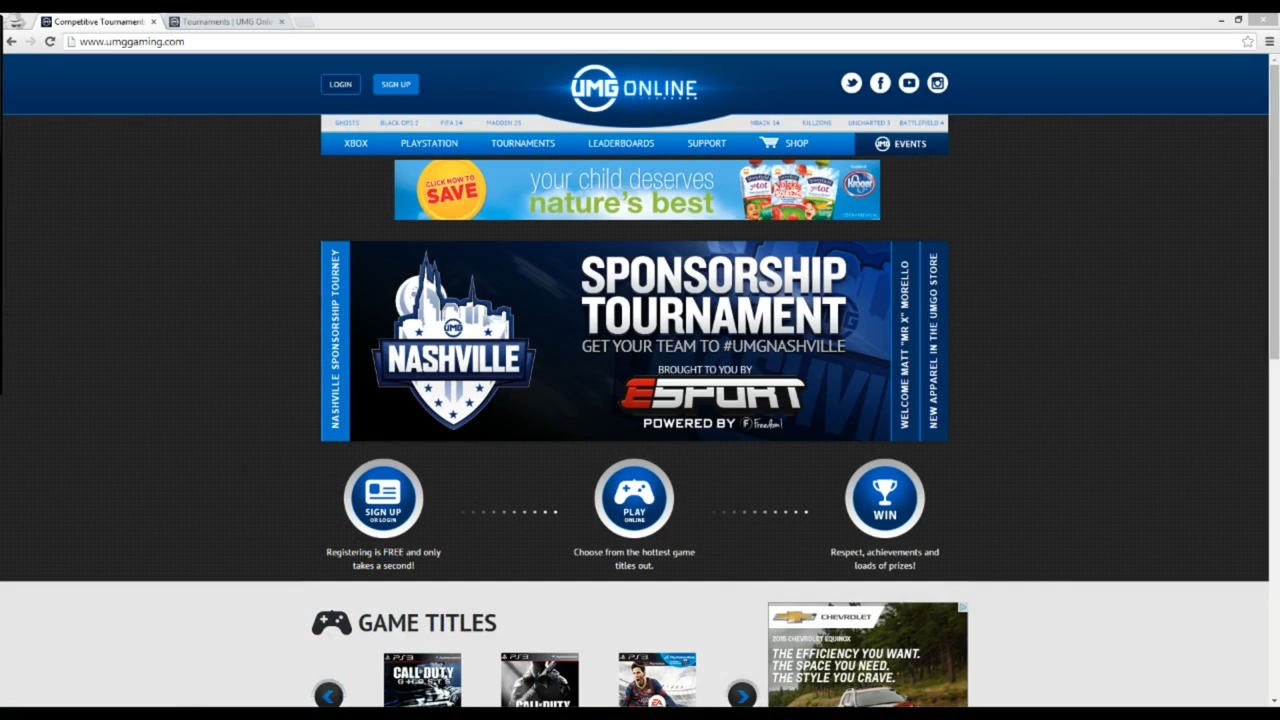 Competitive Tournament
Tournaments | UMG Onli
www.umggaming.com
LOGIN
SIGN UP
UMG ONLINE
GHOSTS
BLACK OPS 2
FIFA 14
MADDEN 25
NBA2K 14
KILLZONE
UNCHARTED 3
BATTLEFIELD 4
XBOX
PLAYSTATION
TOURNAMENTS
LEADERBOARDS
SUPPORT
SHOP
UMG EVENTS
CLICK NOW TO
SAVE
your child deserves
nature's best
Kroger
NASHVILLE SPONSORSHIP TOURNEY
UMG
NASHVILLE
SPONSORSHIP
TOURNAMENT
GET YOUR TEAM TO #UMGNASHVILLE
BROUGHT TO YOU BY
ESPORT
POWERED BY F Freedom!
WELCOME MATT "MR X" MORELLO
NEW APPAREL IN THE UMGO STORE
SIGN UP
OR LOGIN
PLAY
ONLINE
WIN
Registering is FREE and only
takes a second!
Choose from the hottest game
titles out.
Respect, achievements and
loads of prizes!
GAME TITLES
CHEVROLET
2015 CHEVROLET EQUINOX
THE EFFICIENCY YOU WANT.
THE SPACE YOU NEED.
THE STYLE YOU CRAVE.
PS3
CALL OF DUTY
GHOSTS
PS3
CALL OF DUTY
PS3
EA